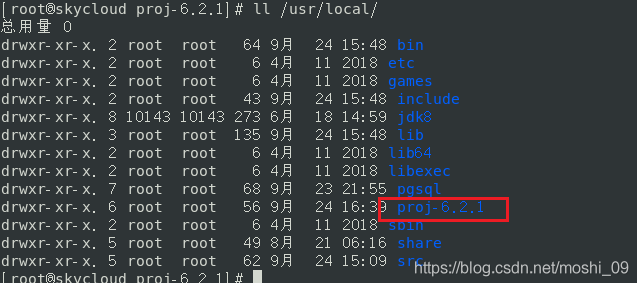 [root@skycloud proj-6.2.1]# ll /usr/local/
总用量 0
drwxr-xr-x. 2 root root 64 9月 24 15:48 bin
drwxr-xr-x. 2 root root 6 4月 11 2018 etc
drwxr-xr-x. 2 root root 6 4月 11 2018 games
drwxr-xr-x. 2 root root 43 9月 24 15:48 include
drwxr-xr-x. 8 10143 10143 273 6月 18 14:59 jdk8
drwxr-xr-x. 3 root root 135 9月 24 15:48 lib
drwxr-xr-x. 2 root root 6 4月 11 2018 lib64
drwxr-xr-x. 2 root root 6 4月 11 2018 libexec
drwxr-xr-x. 7 root root 68 9月 23 21:55 pgsql
drwxr-xr-x. 6 root root 56 9月 24 16:39 proj-6.2.1
drwxr-xr-x. 2 root root 6 4月 11 2018 sbin
drwxr-xr-x. 5 root root 49 8月 21 06:16 share
drwxr-xr-x. 5 root root 62 9月 24 15:09 src
[root@skycloud proj-6.2.1]#
https://blog.csdn.net/moshi_09